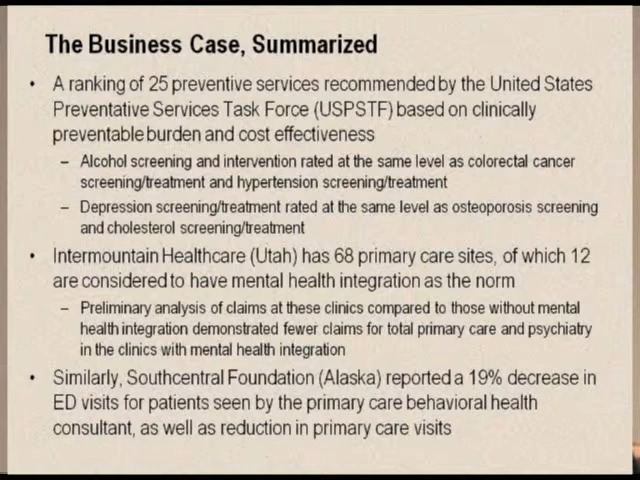 The Business Case, Summarized
• A ranking of 25 preventive services recommended by the United States
Preventative Services Task Force (USPSTF) based on clinically
preventable burden and cost effectiveness
– Alcohol screening and intervention rated at the same level as colorectal cancer
screening/treatment and hypertension screening/treatment
– Depression screening/treatment rated at the same level as osteoporosis screening
and cholesterol screening/treatment
• Intermountain Healthcare (Utah) has 68 primary care sites, of which 12
are considered to have mental health integration as the norm
– Preliminary analysis of claims at these clinics compared to those without mental
health integration demonstrated fewer claims for total primary care and psychiatry
in the clinics with mental health integration
• Similarly, Southcentral Foundation (Alaska) reported a 19% decrease in
ED visits for patients seen by the primary care behavioral health
consultant, as well as reduction in primary care visits